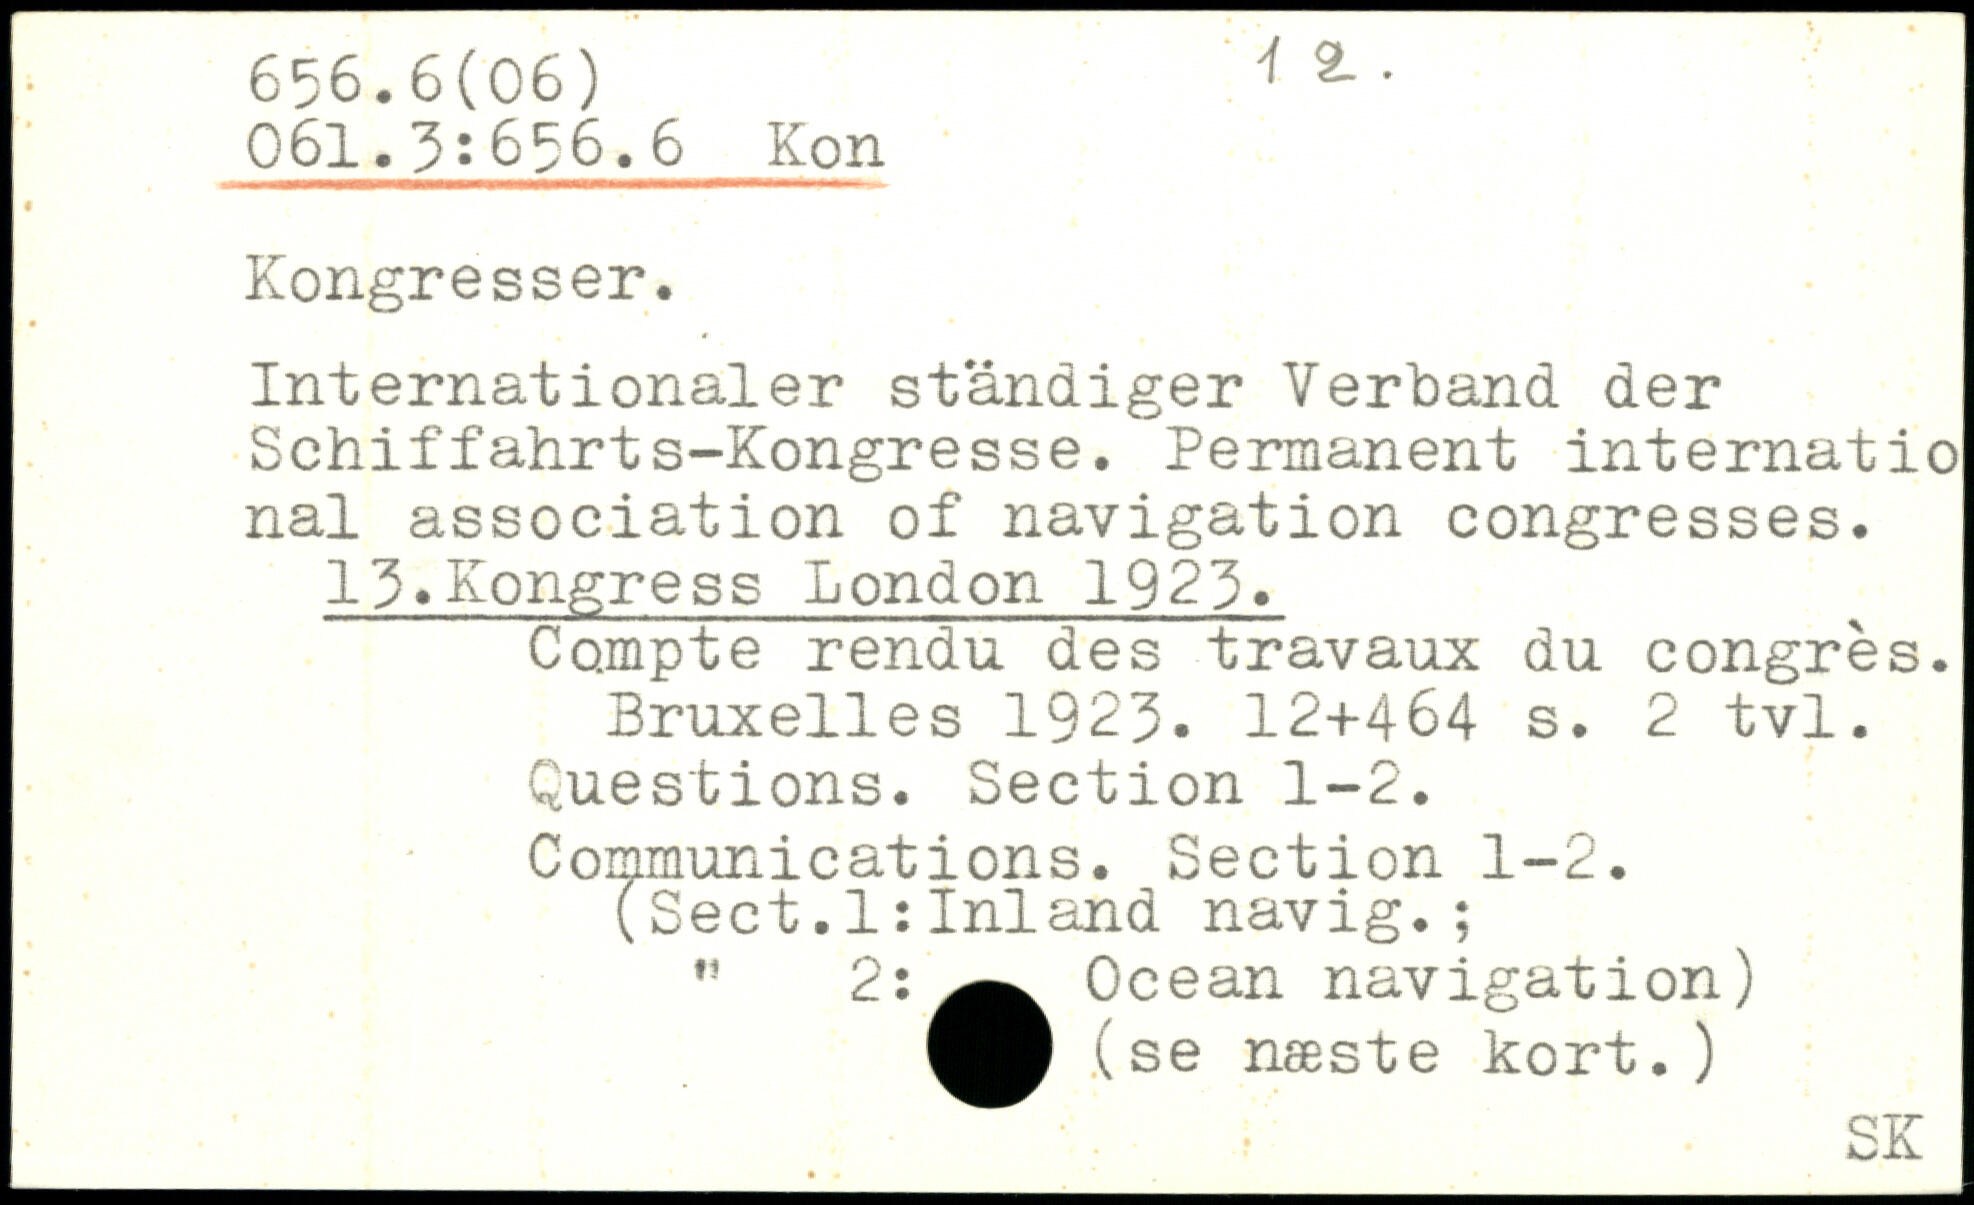 656.6(06)
12.
061.3:656.6 Kon
Kongresser.
Internationaler ständiger Verband der
Schiffahrts-Kongresse. Permanent internatio
nal association of navigation congresses.
13.Kongress London 1923.
Compte rendu des travaux du congrès.
Bruxelles 1923. 12+464 s. 2 tvl.
Questions. Section 1-2.
Communications. Section 1-2.
(Sect.1:Inland navig.;
" 2: Ocean navigation)
(se næste kort.)
SK